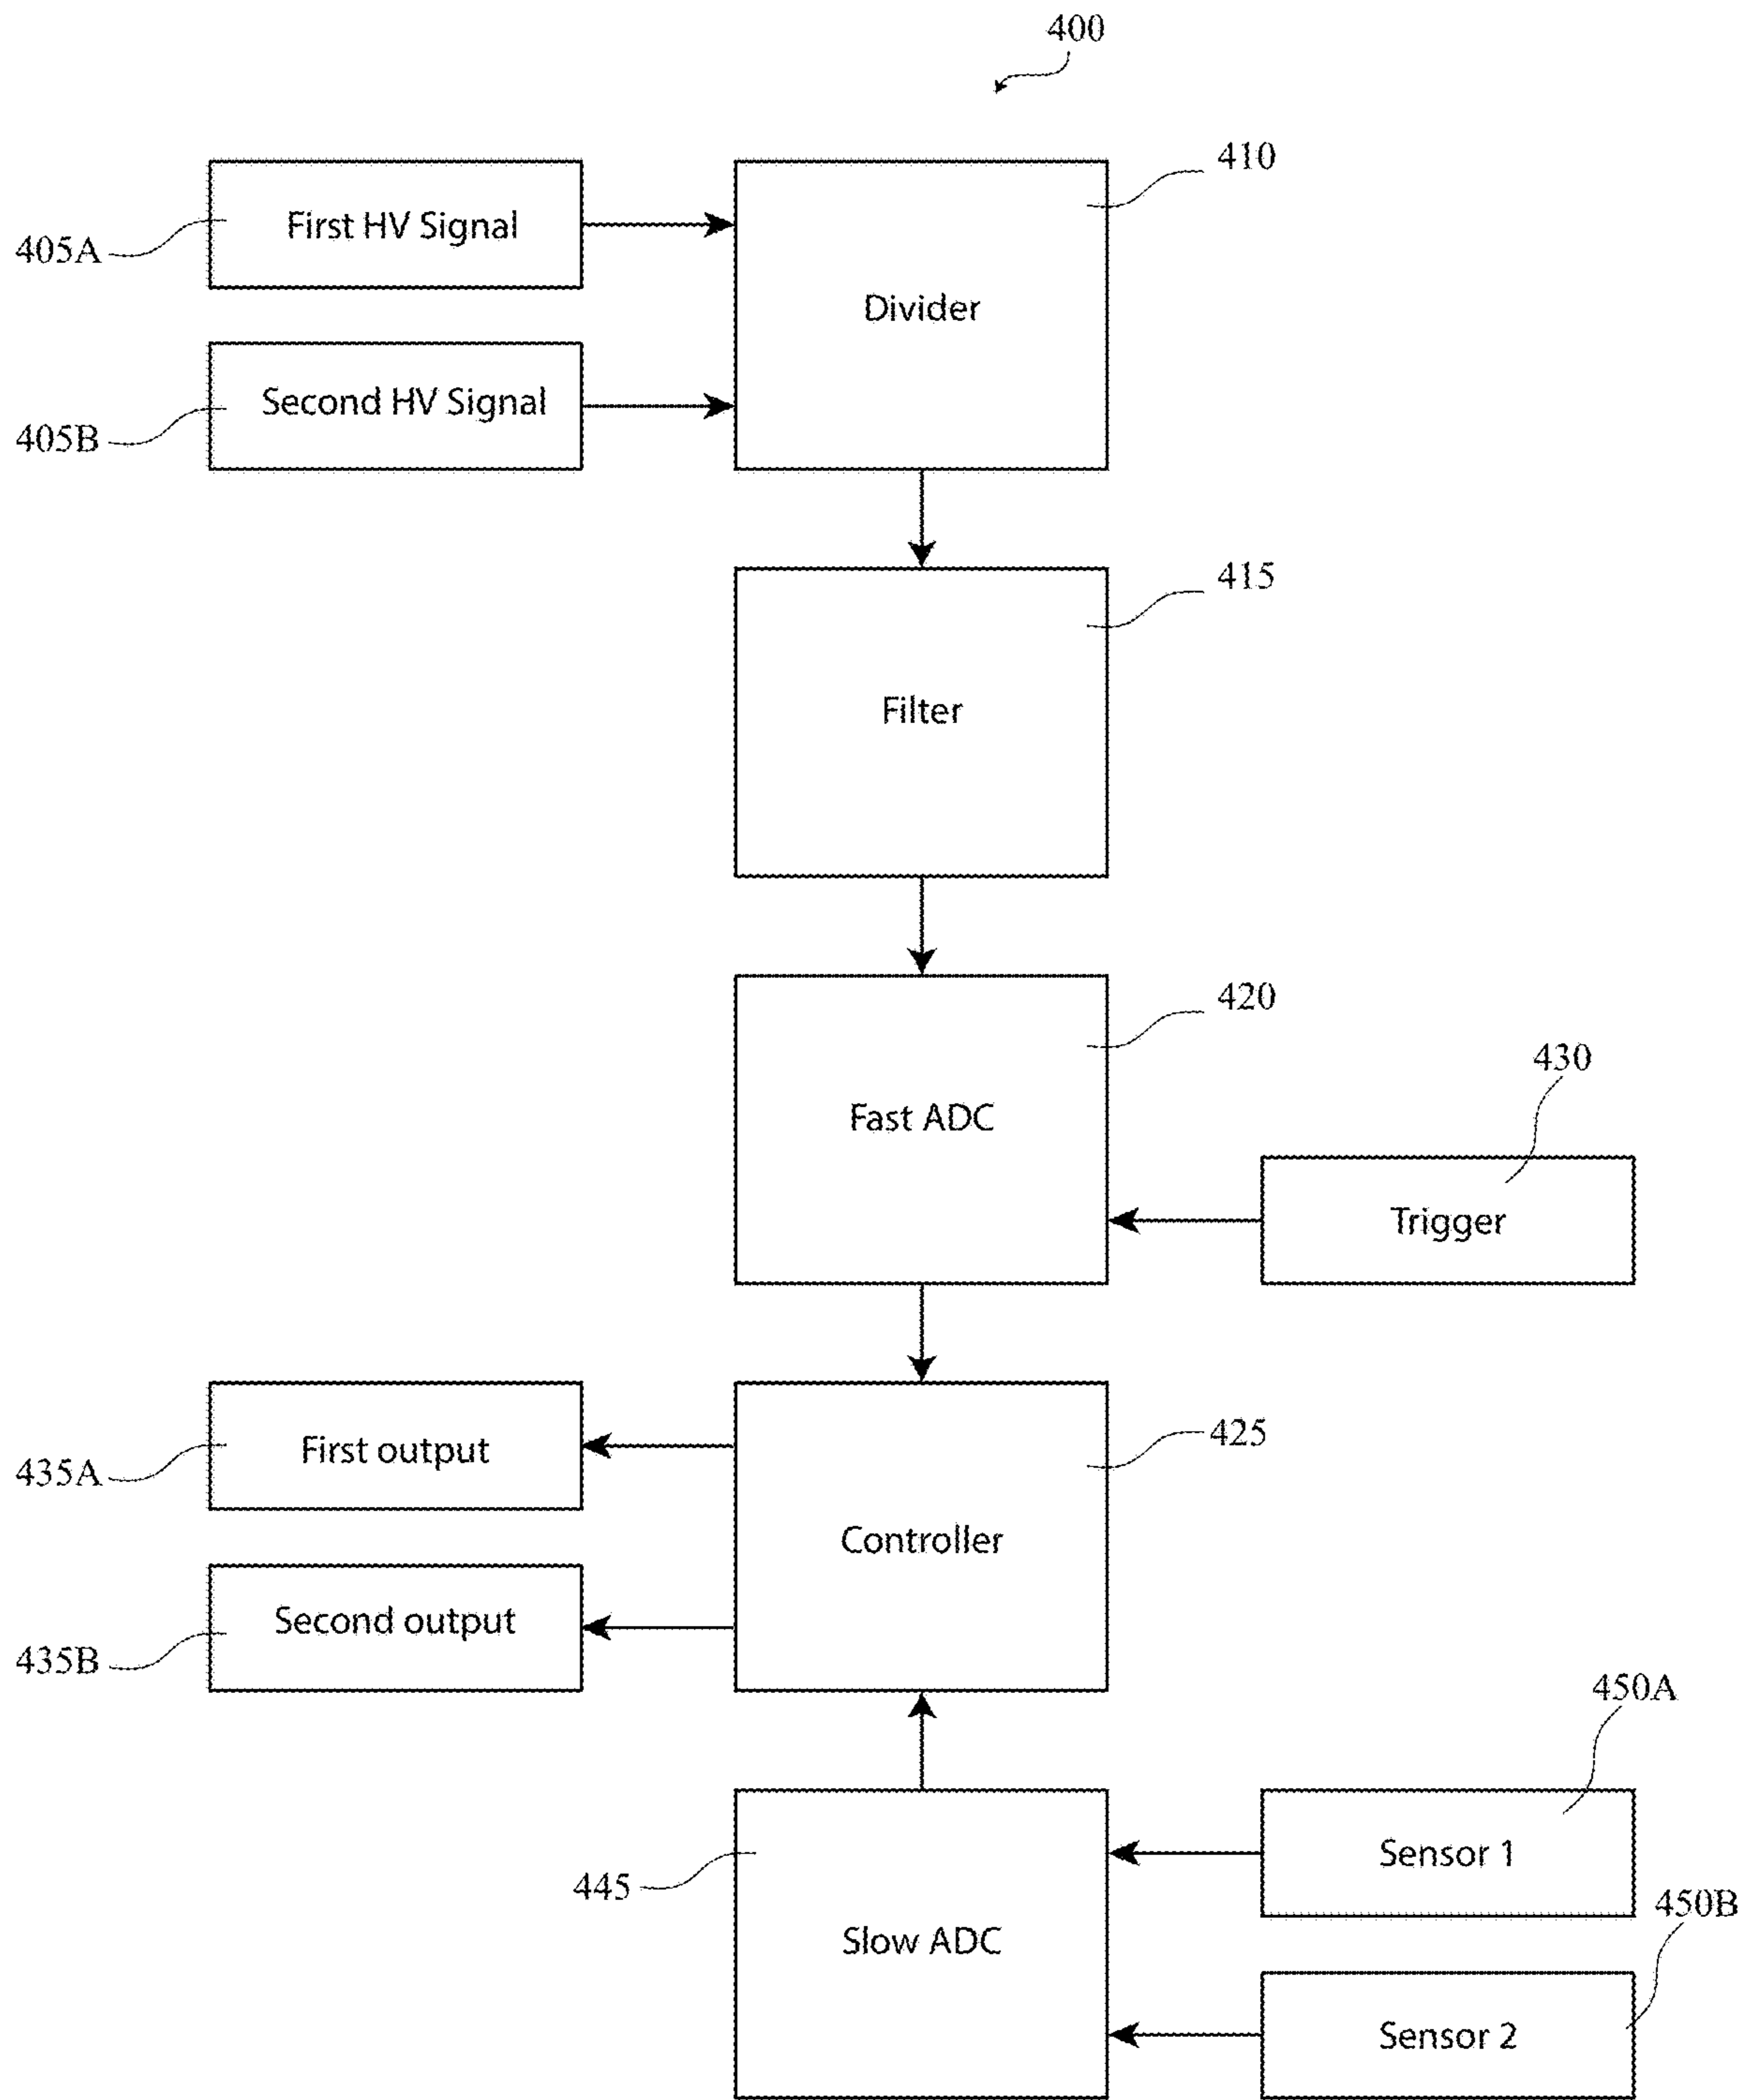 400
First HV Signal
405A
Second HV Signal
405B
Divider
410
Filter
415
Fast ADC
420
Trigger
430
First output
435A
Second output
435B
Controller
425
Slow ADC
445
Sensor 1
450A
Sensor 2
450B